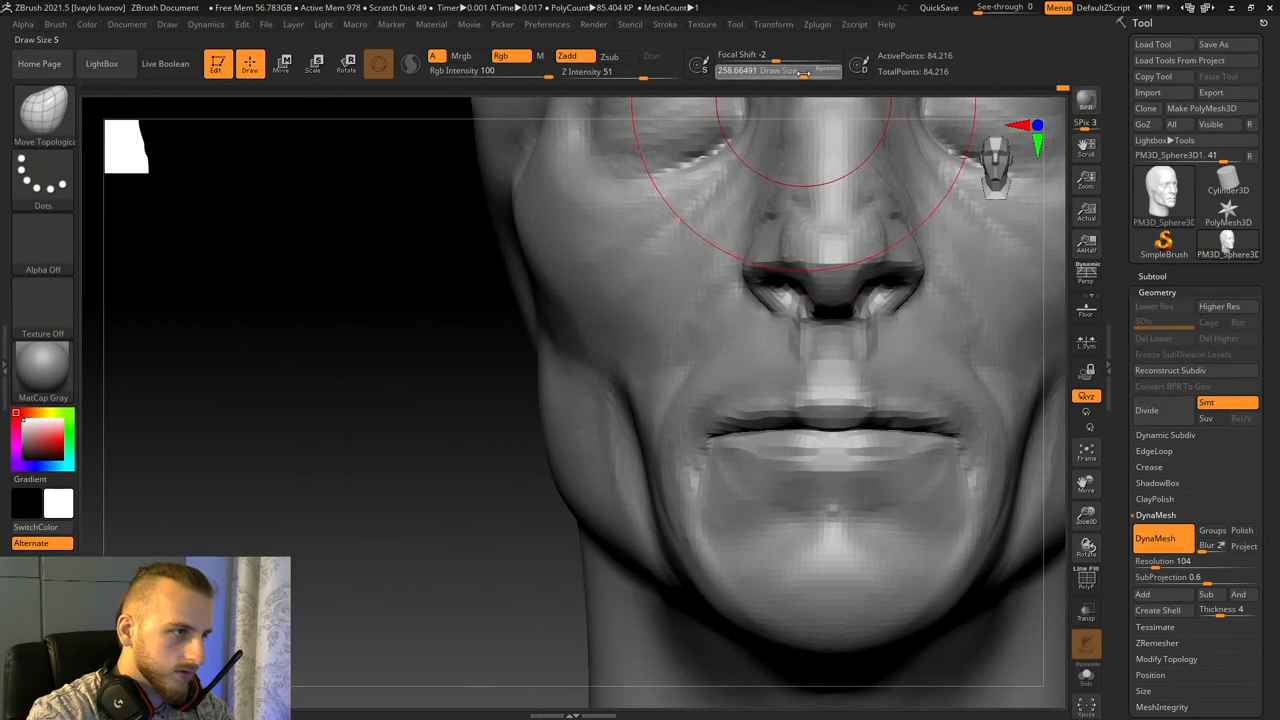 ZBrush 2021.5 [Ivaylo Ivanov] ZBrush Document • Free Mem 56.783GB • Active Mem 978 • Scratch Disk 49 • Timer▶0.001 ATime▶0.017 • PolyCount▶85.404 KP • MeshCount▶1
AC QuickSave See-through 0 Menus DefaultZScript
Alpha Brush Color Document Draw Dynamics Edit File Layer Light Macro Marker Material Movie Picker Preferences Render Stencil Stroke Texture Tool Transform Zplugin Zscript Help
Tool
Draw Size S
Home Page
LightBox
Live Boolean
Edit
Draw
Move
Scale
Rotate
A Mrgb Rgb M
Rgb Intensity 100
Zadd Zsub Zcut
Z Intensity 51
S
Focal Shift -2
258.66491 Draw Size Dynamic
D
ActivePoints: 84,216
TotalPoints: 84,216
Move Topological
Dots
Alpha Off
Texture Off
MatCap Gray
Gradient
SwitchColor
Alternate
BPR
SPix 3
Scroll
Zoom
Actual
AAHalf
Dynamic
Persp
Floor
L.Sym
XYZ
Frame
Move
Zoom3D
Rotate
Line Fill
PolyF
Transp
Dynamic
Solo
Xpose
Load Tool Save As
Load Tools From Project
Copy Tool Paste Tool
Import Export
Clone Make PolyMesh3D
GoZ All Visible R
Lightbox▶Tools
PM3D_Sphere3D1. 41 R
PM3D_Sphere3D
Cylinder3D
PolyMesh3D
SimpleBrush
PM3D_Sphere3D
Subtool
Geometry
Lower Res Higher Res
SDiv Cage Rstr
Del Lower Del Higher
Freeze SubDivision Levels
Reconstruct Subdiv
Convert BPR To Geo
Divide
Smt
Suv ReUV
Dynamic Subdiv
EdgeLoop
Crease
ShadowBox
ClayPolish
DynaMesh
DynaMesh
Groups Polish
Blur 2 Project
Resolution 104
SubProjection 0.6
Add Sub And
Create Shell Thickness 4
Tessimate
ZRemesher
Modify Topology
Position
Size
MeshIntegrity